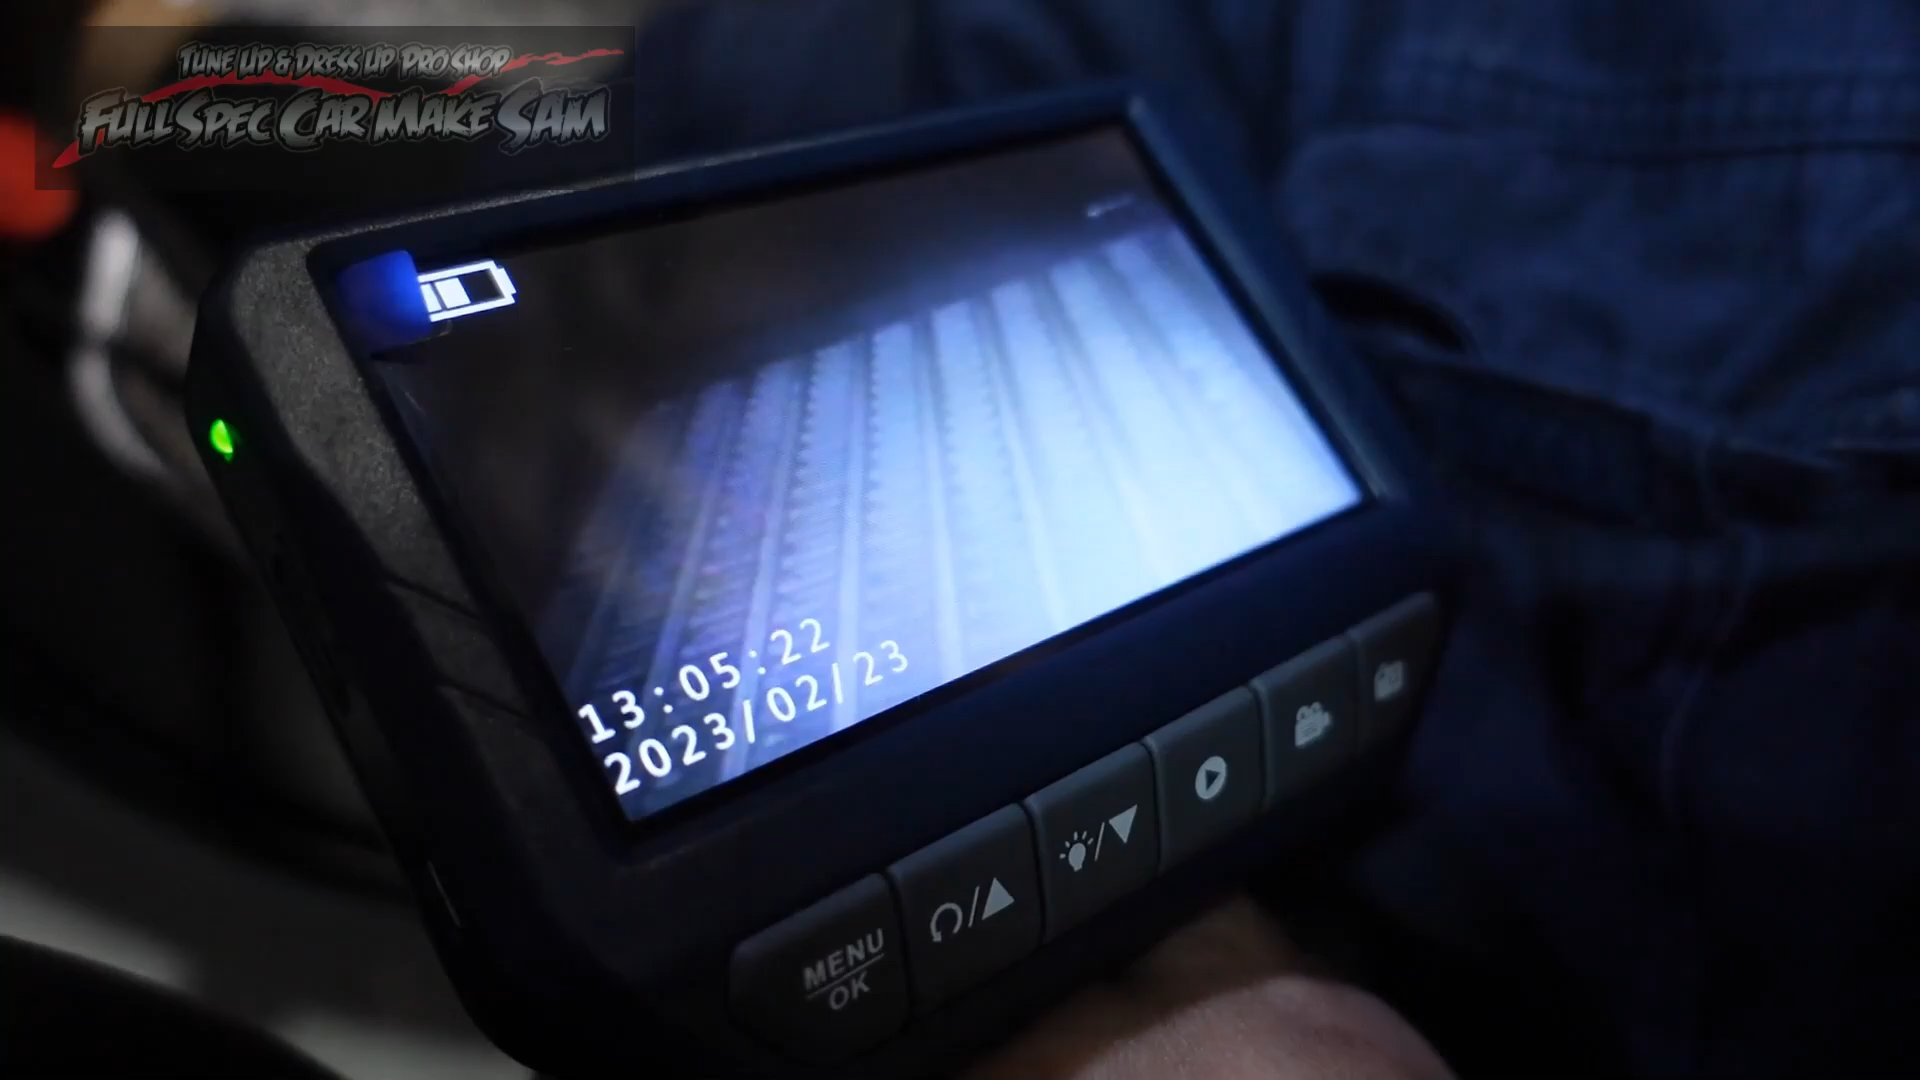 TUNE UP & DRESS UP PRO SHOP
FULL SPEC CAR MAKE SAM
13:05:22
2023/02/23
MENU
OK